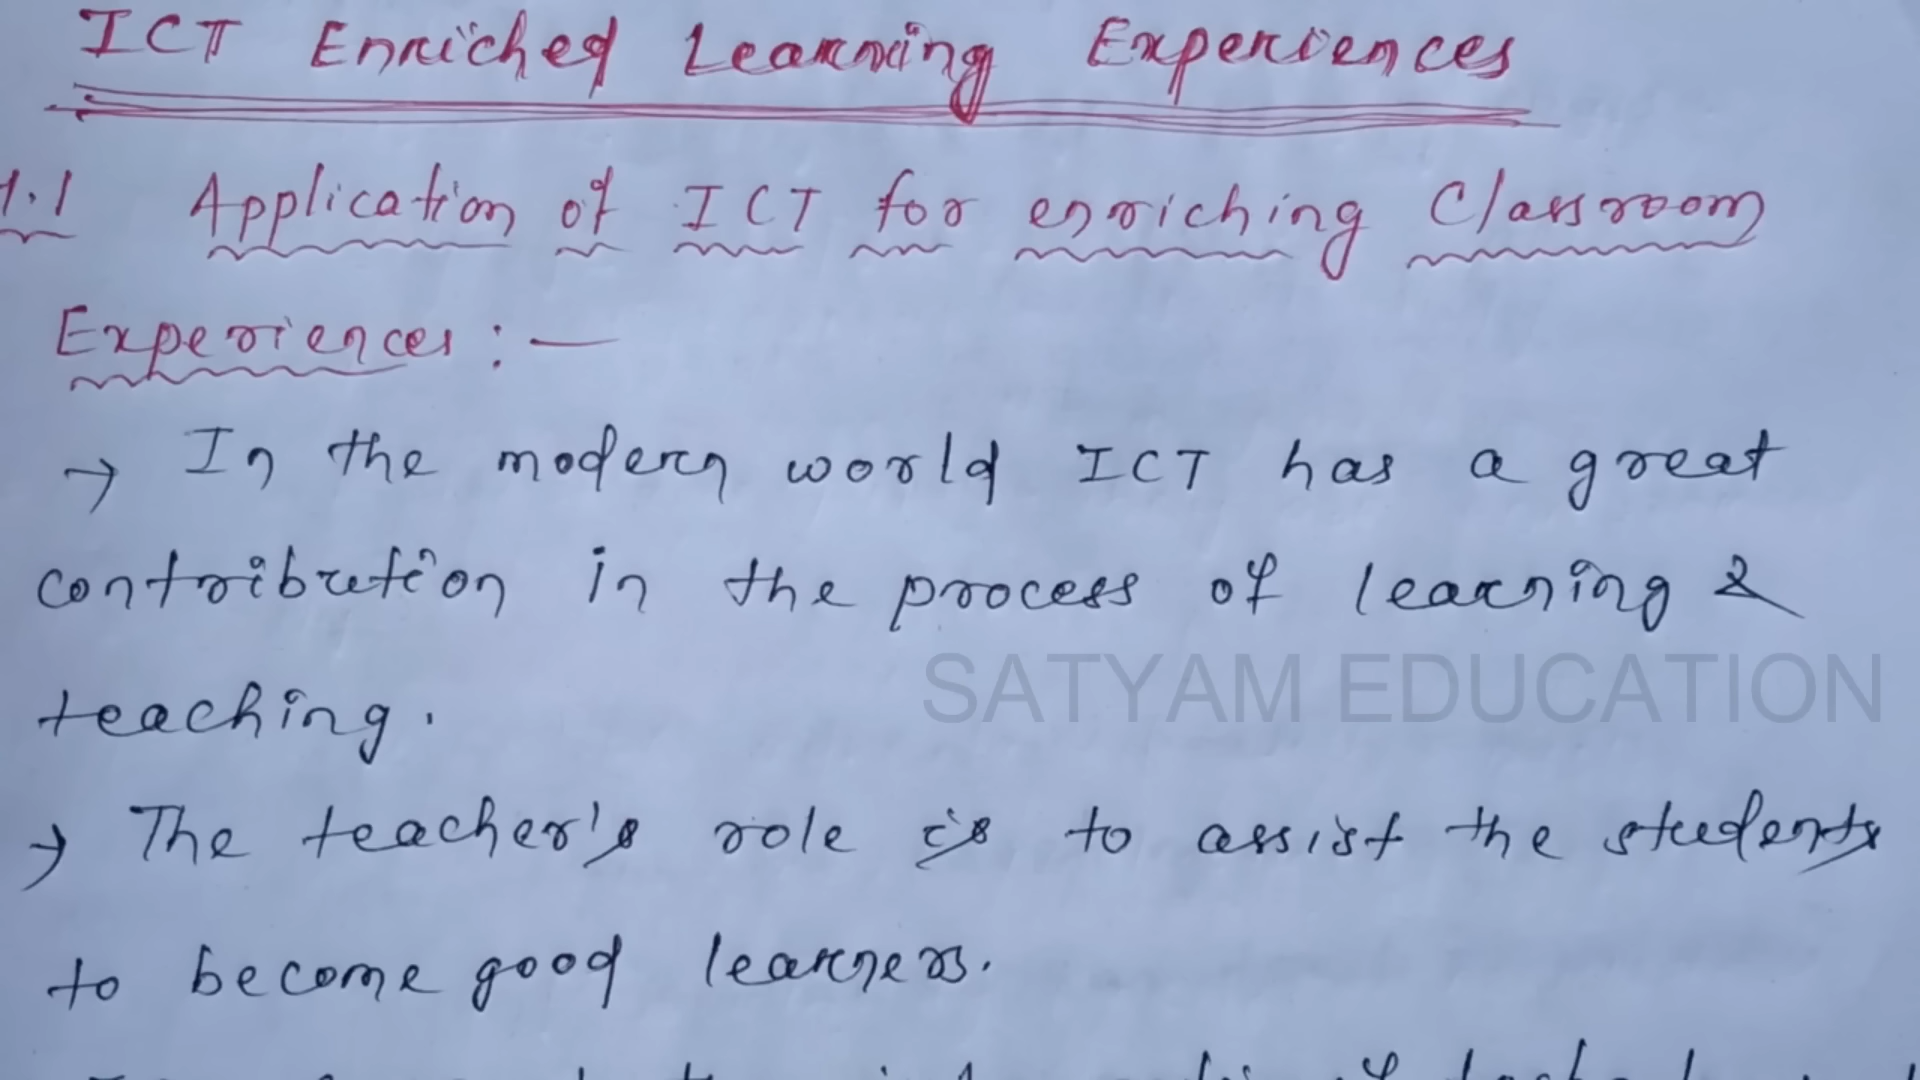 ICT Enriched Learning Experiences
1.1 Application of ICT for enriching Classroom
Experiences : —
→ In the modern world ICT has a great
contribution in the process of learning &
SATYAM EDUCATION
teaching.
→ The teacher's role is to assist the students
to become good learners.